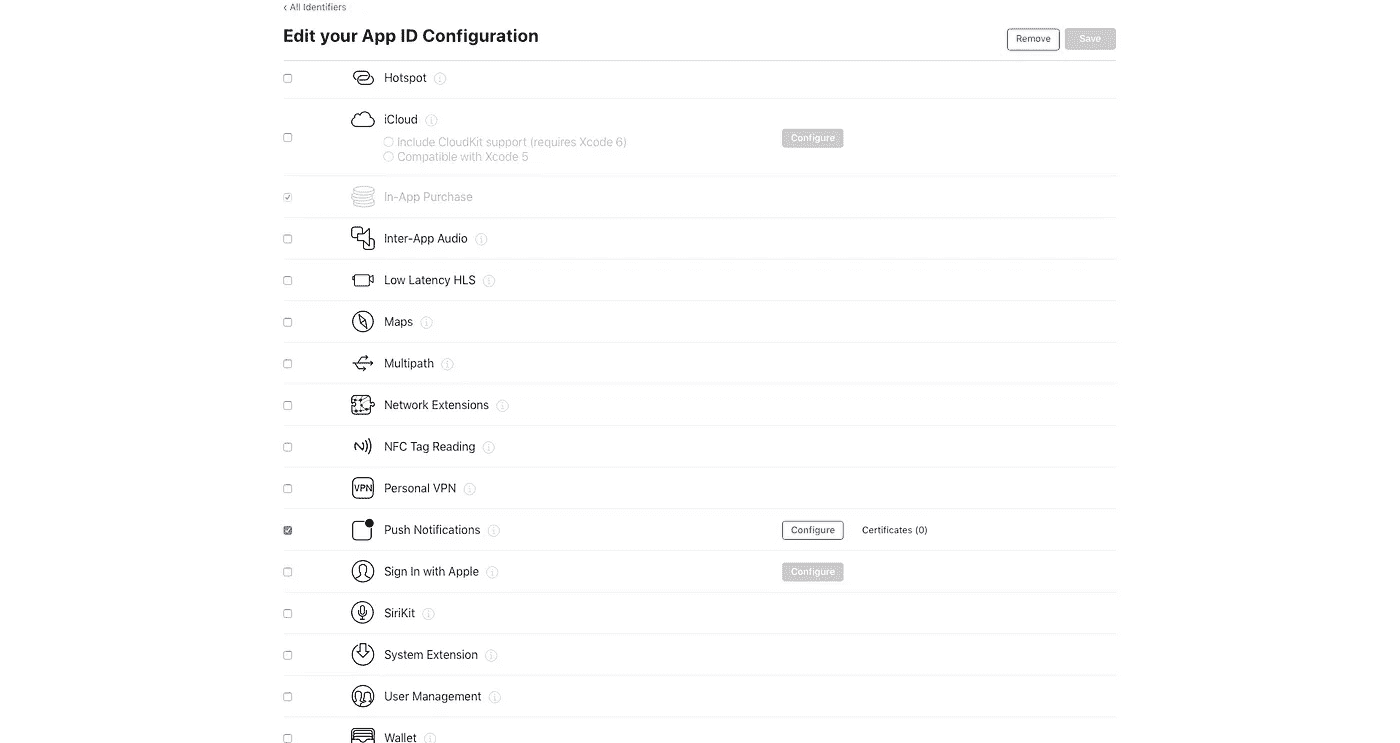 ‹ All Identifiers
Edit your App ID Configuration
Remove
Save
Hotspot
iCloud
Include CloudKit support (requires Xcode 6)
Compatible with Xcode 5
Configure
In-App Purchase
Inter-App Audio
Low Latency HLS
Maps
Multipath
Network Extensions
NFC Tag Reading
VPN
Personal VPN
Push Notifications
Configure
Certificates (0)
Sign In with Apple
Configure
SiriKit
System Extension
User Management
Wallet